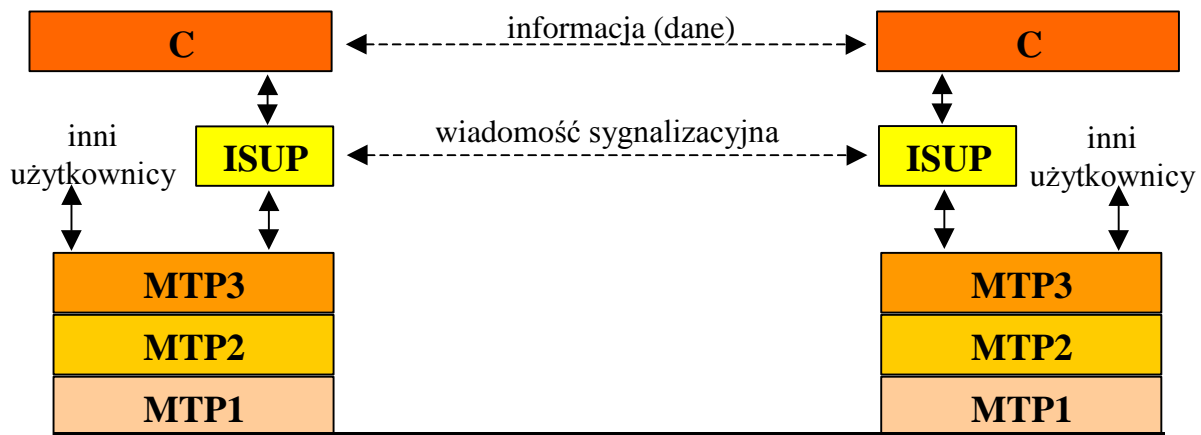 C
informacja (dane)
C
inni
użytkownicy
ISUP
wiadomość sygnalizacyjna
ISUP
inni
użytkownicy
MTP3
MTP2
MTP1
MTP3
MTP2
MTP1